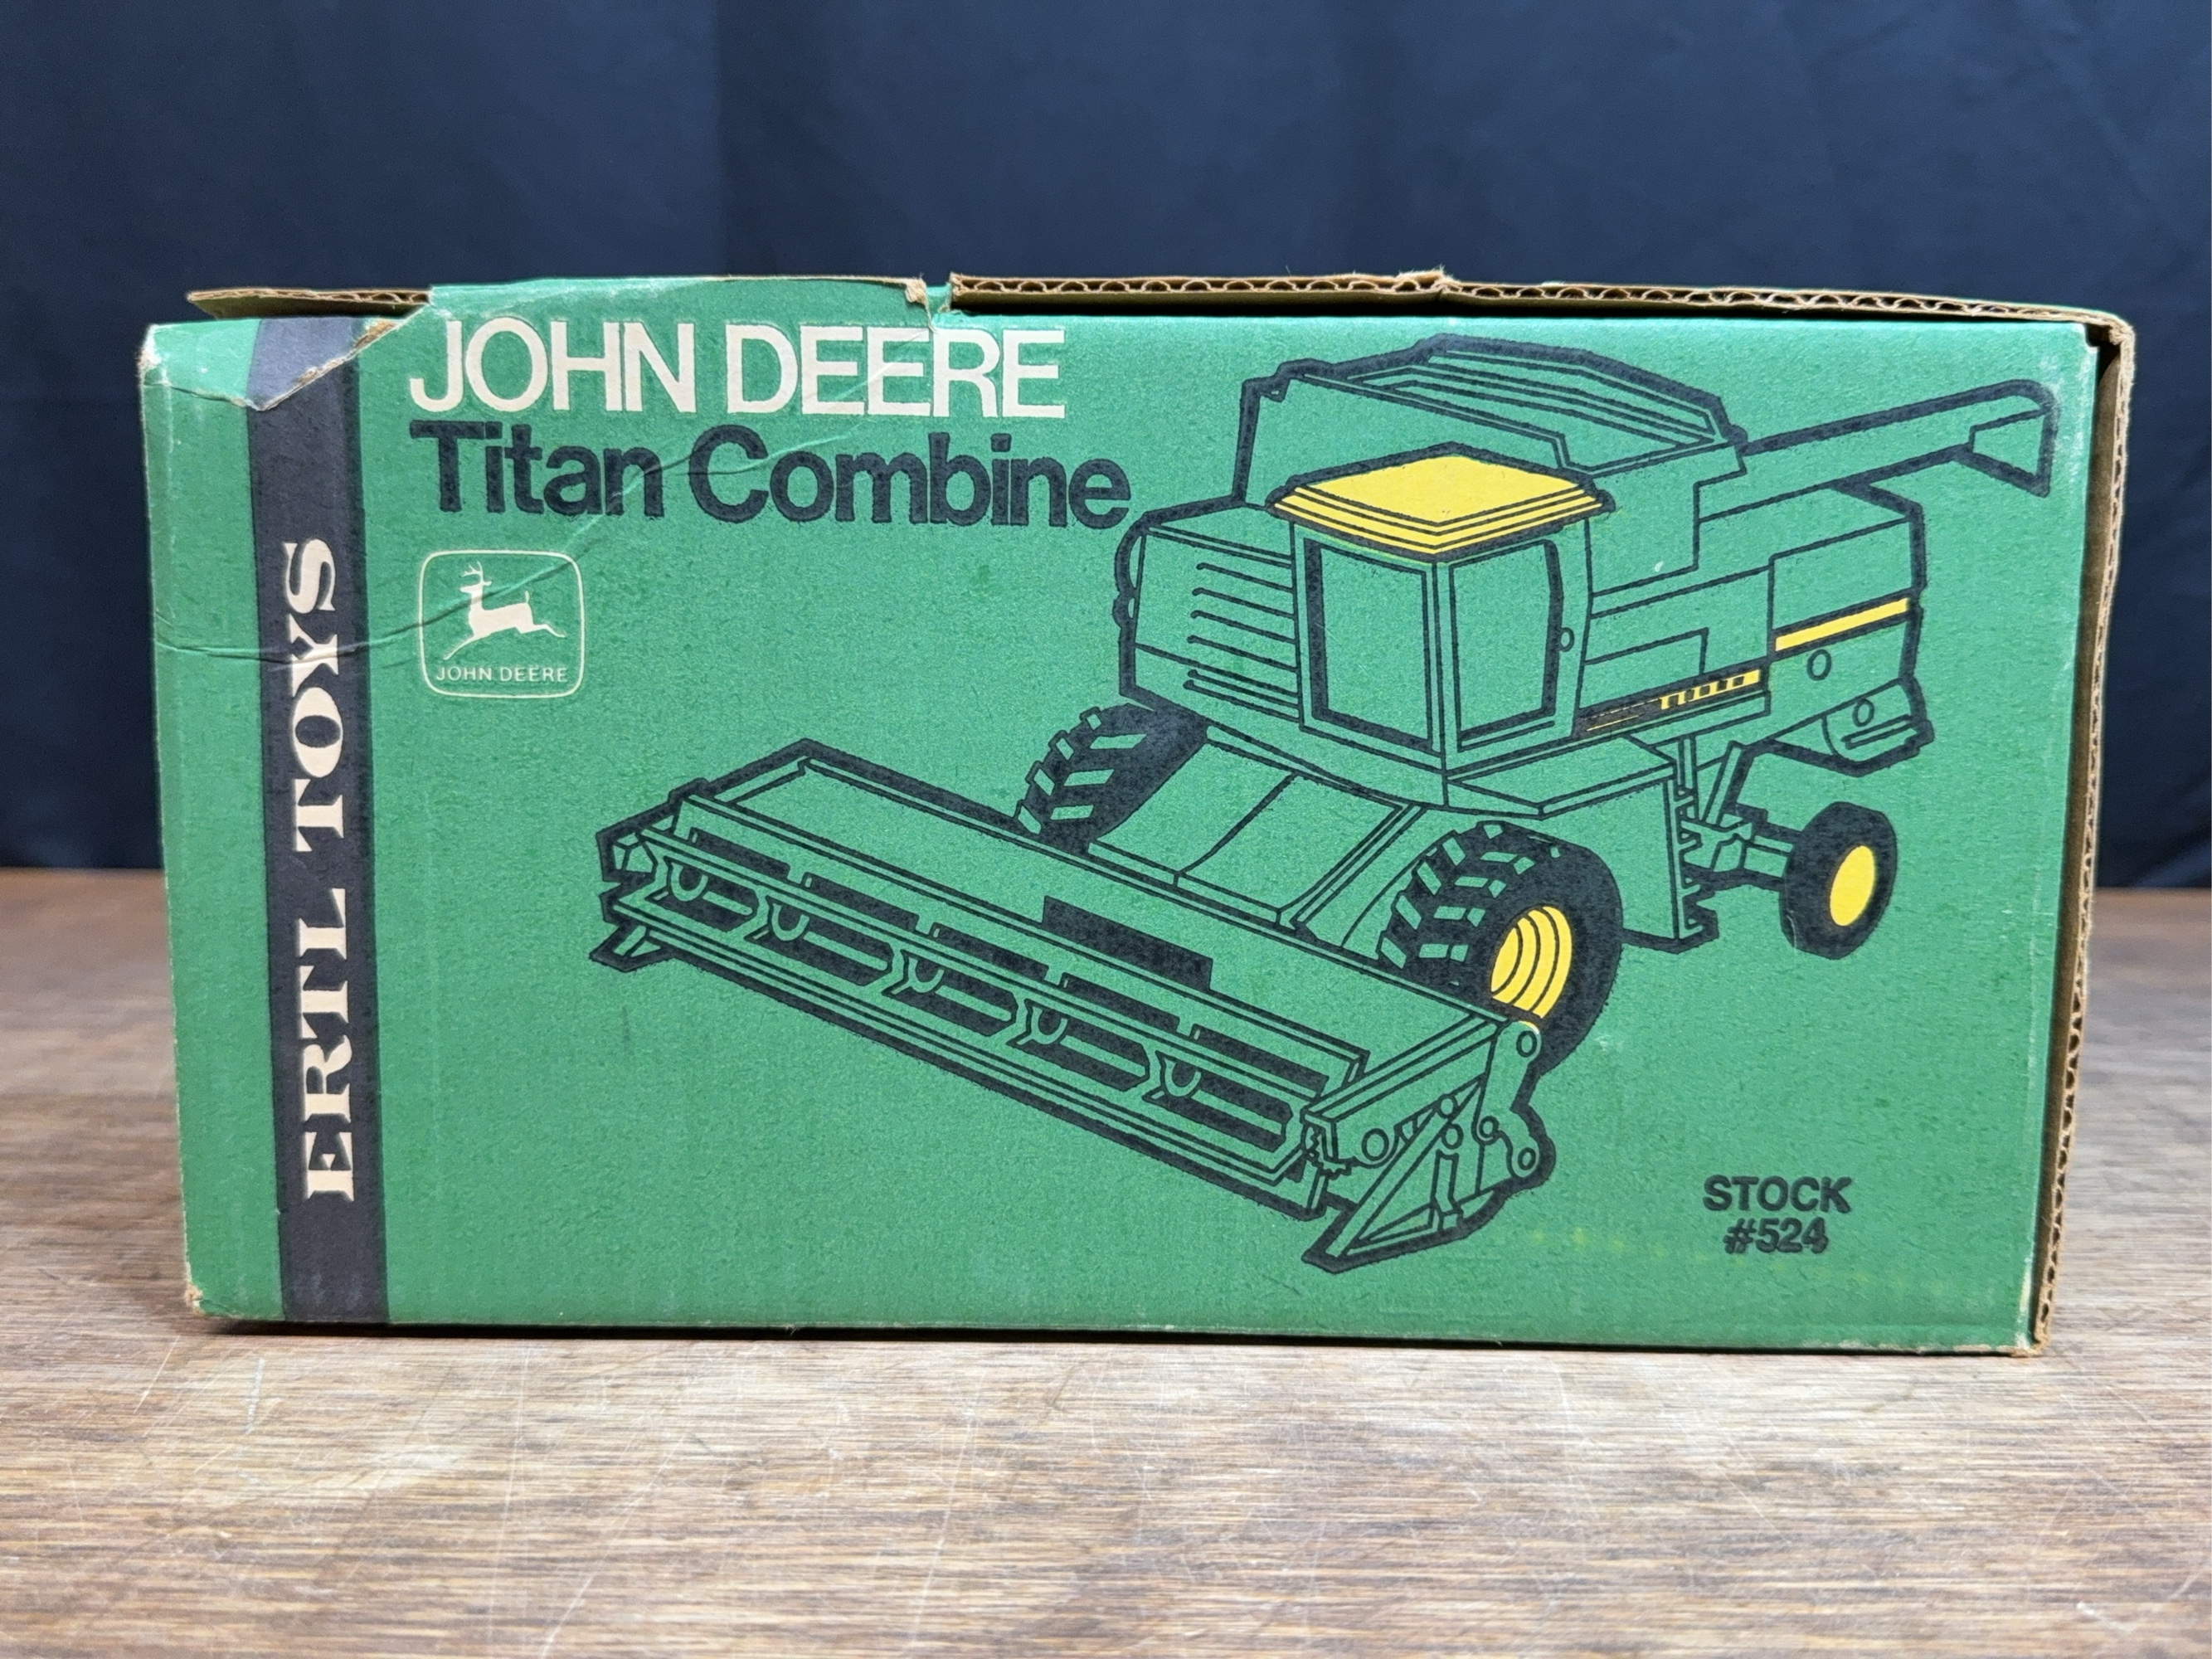 JOHN DEERE
Titan Combine
JOHN DEERE
ERTL TOYS
STOCK
#524